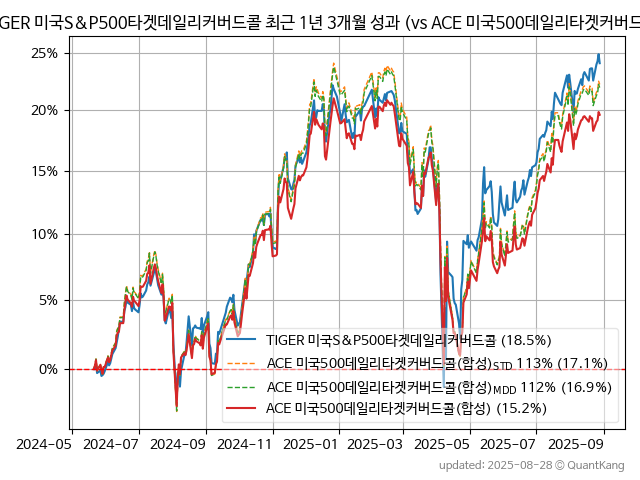 TIGER 미국S&P500타겟데일리커버드콜 최근 1년 3개월 성과 (vs ACE 미국500데일리타겟커버드
25%
20%
15%
10%
5%
0%
TIGER 미국S&P500타겟데일리커버드콜 (18.5%)
ACE 미국500데일리타겟커버드콜(합성)STD 113% (17.1%)
ACE 미국500데일리타겟커버드콜(합성)MDD 112% (16.9%)
ACE 미국500데일리타겟커버드콜(합성) (15.2%)
2024-05 2024-07 2024-09 2024-11 2025-01 2025-03 2025-05 2025-07 2025-09
updated: 2025-08-28 © QuantKang